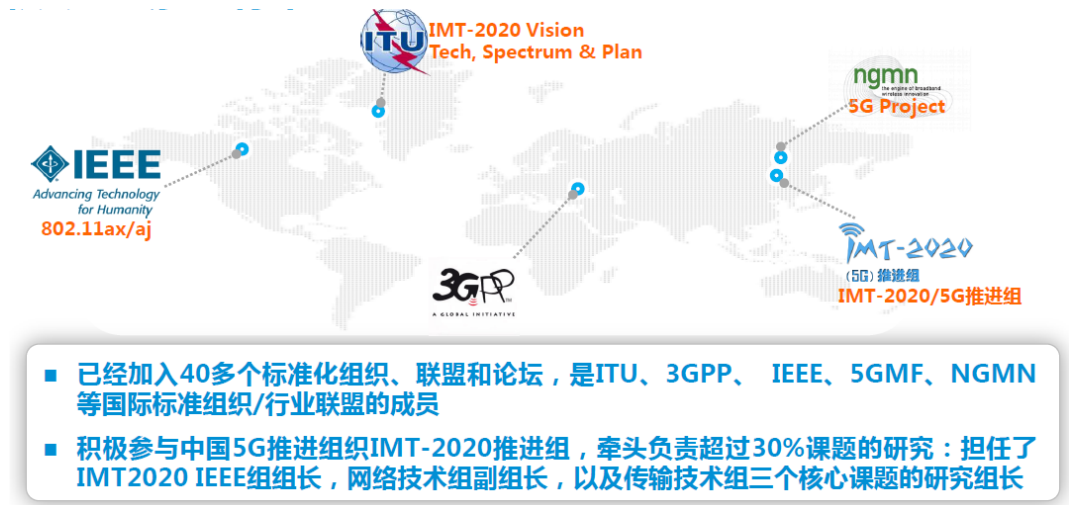 ITU
IMT-2020 Vision
Tech, Spectrum & Plan
ngmn
the engine of broadband
wireless innovation
5G Project
IEEE
Advancing Technology
for Humanity
802.11ax/aj
3GPP™
A GLOBAL INITIATIVE
IMT-2020
(5G) 推进组
IMT-2020/5G推进组
■ 已经加入40多个标准化组织、联盟和论坛，是ITU、3GPP、 IEEE、5GMF、NGMN
等国际标准组织/行业联盟的成员
■ 积极参与中国5G推进组织IMT-2020推进组，牵头负责超过30%课题的研究：担任了
IMT2020 IEEE组组长，网络技术组副组长，以及传输技术组三个核心课题的研究组长